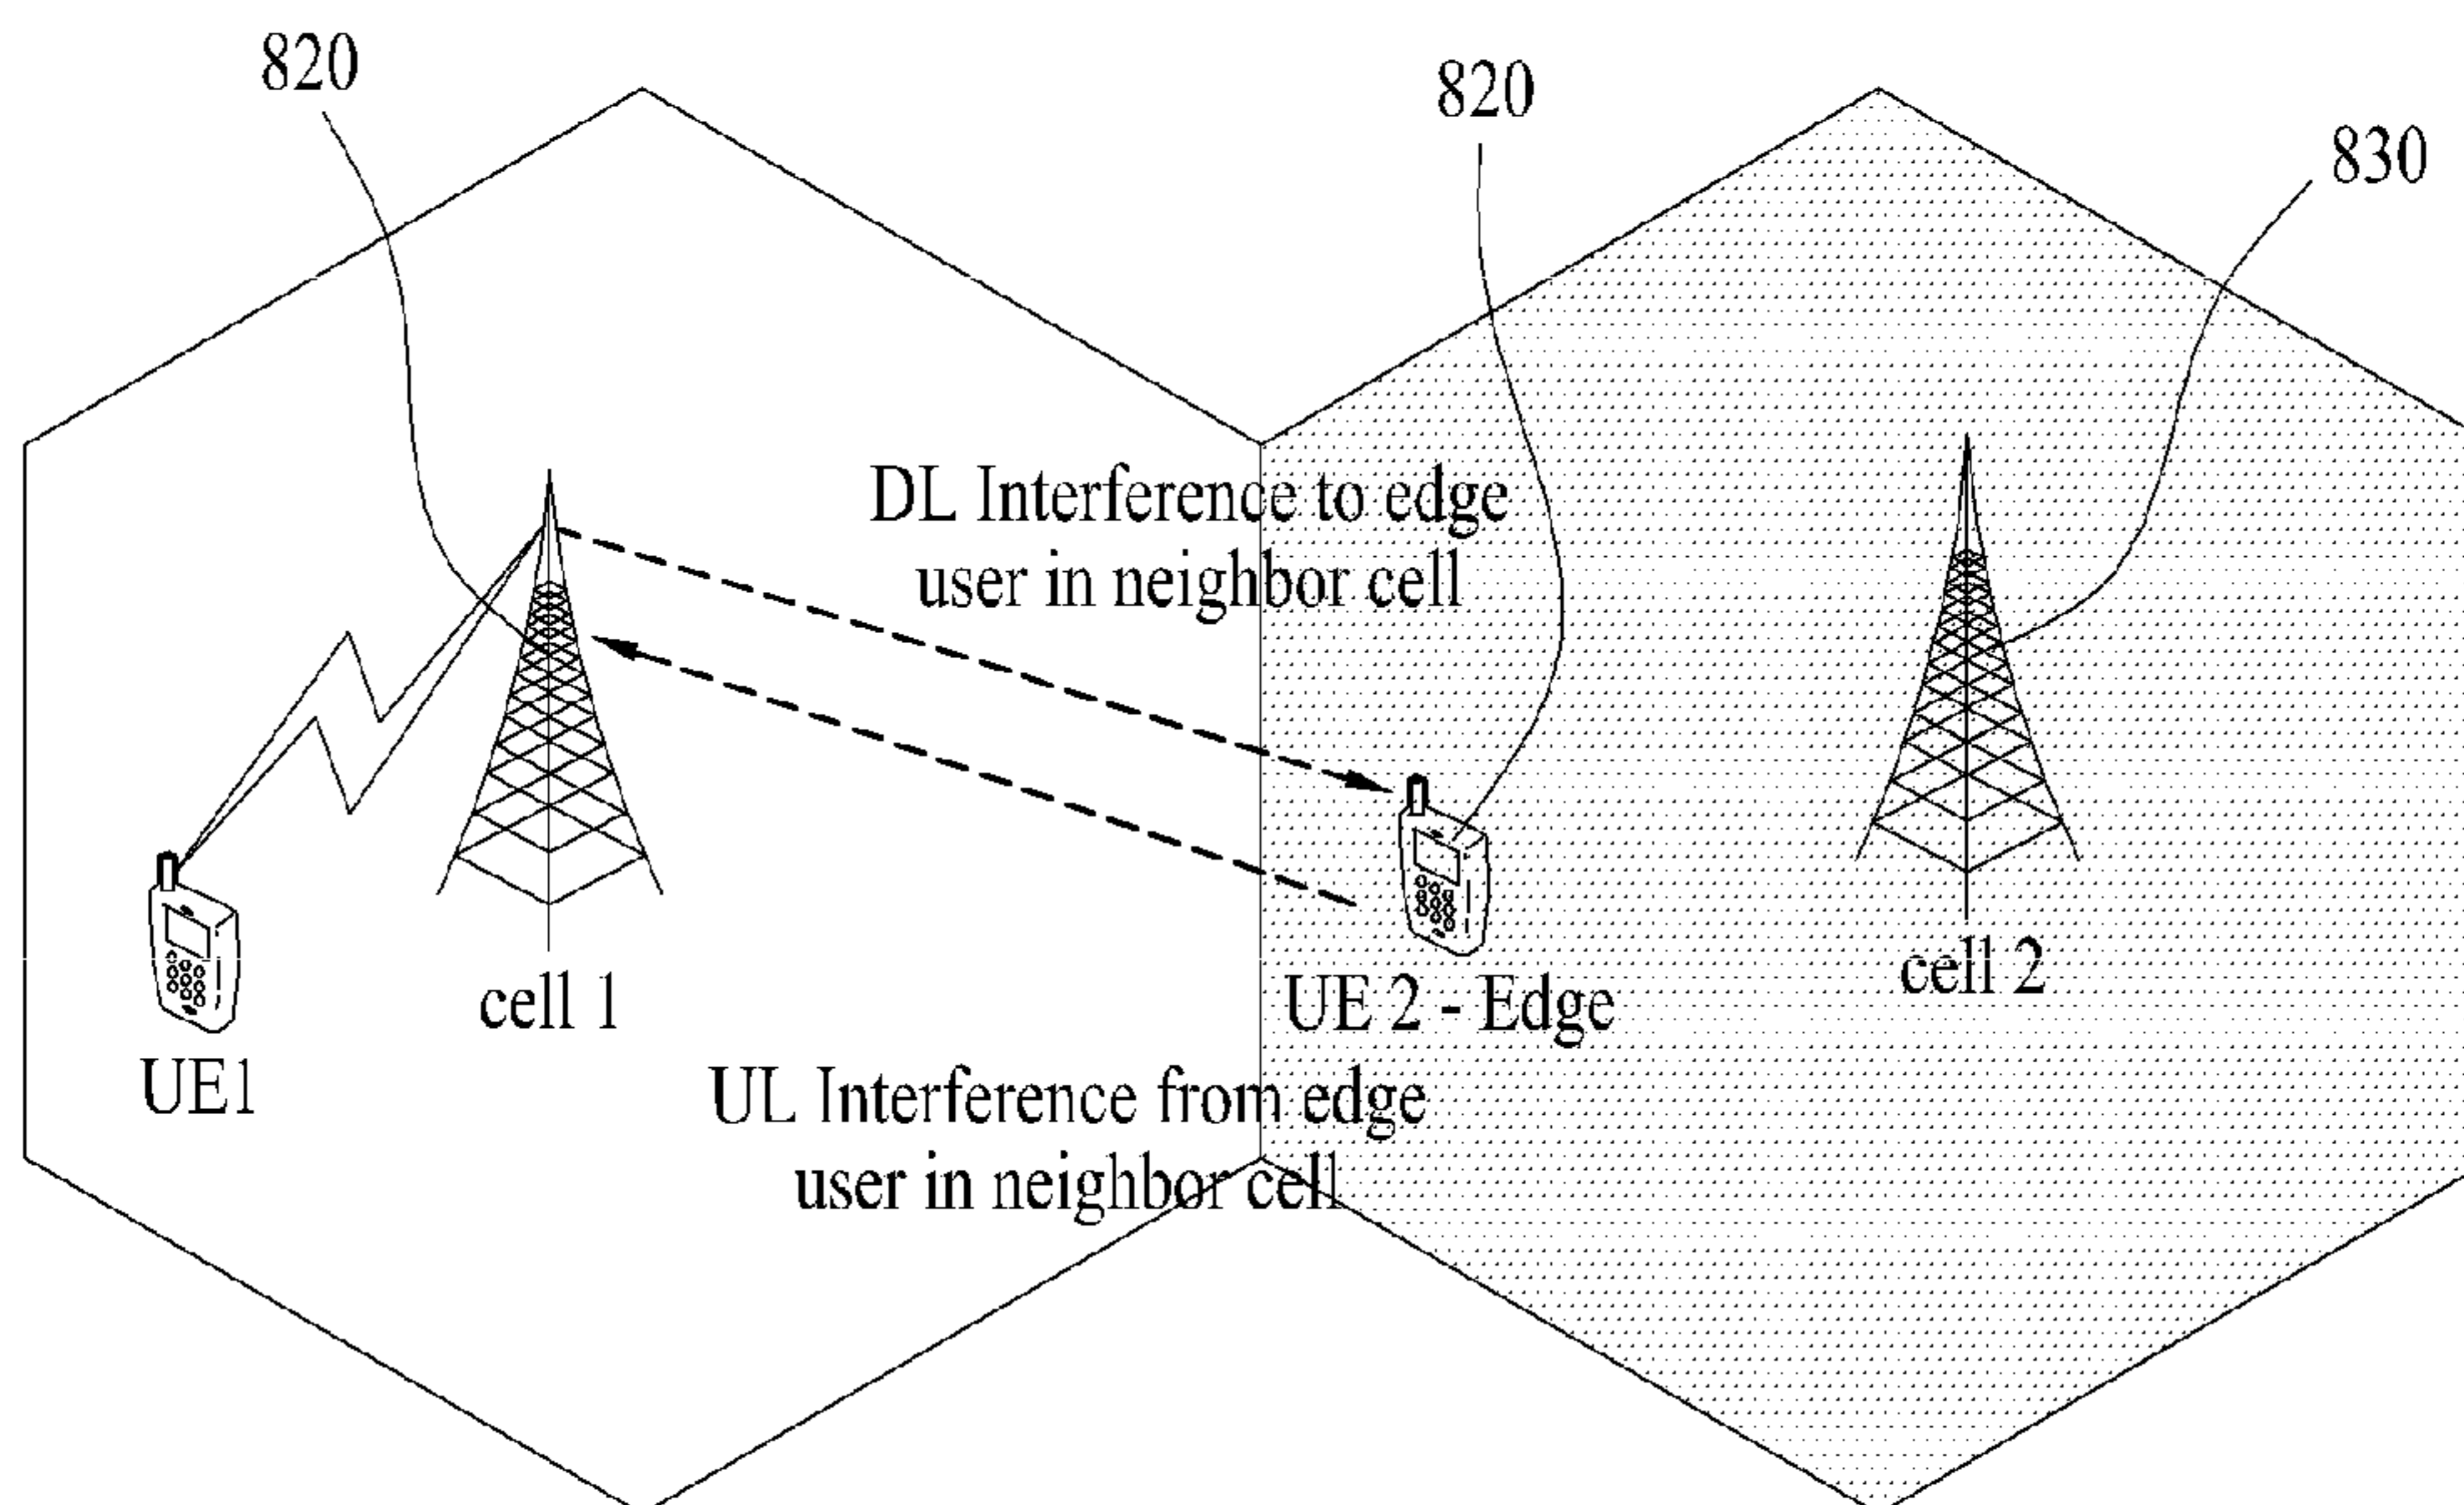 820
820
830
DL Interference to edge
user in neighbor cell
cell 1
UE 2 - Edge
cell 2
UE1
UL Interference from edge
user in neighbor cell